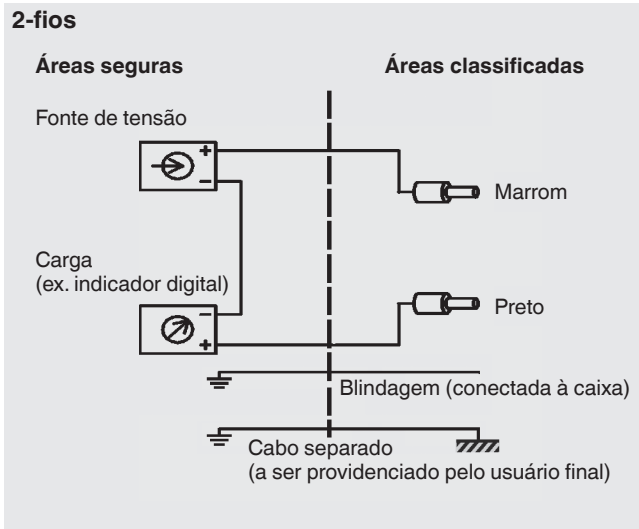 2-fios
Áreas seguras
Áreas classificadas
Fonte de tensão
+
−
Marrom
Carga
(ex. indicador digital)
−
+
Preto
Blindagem (conectada à caixa)
Cabo separado
(a ser providenciado pelo usuário final)